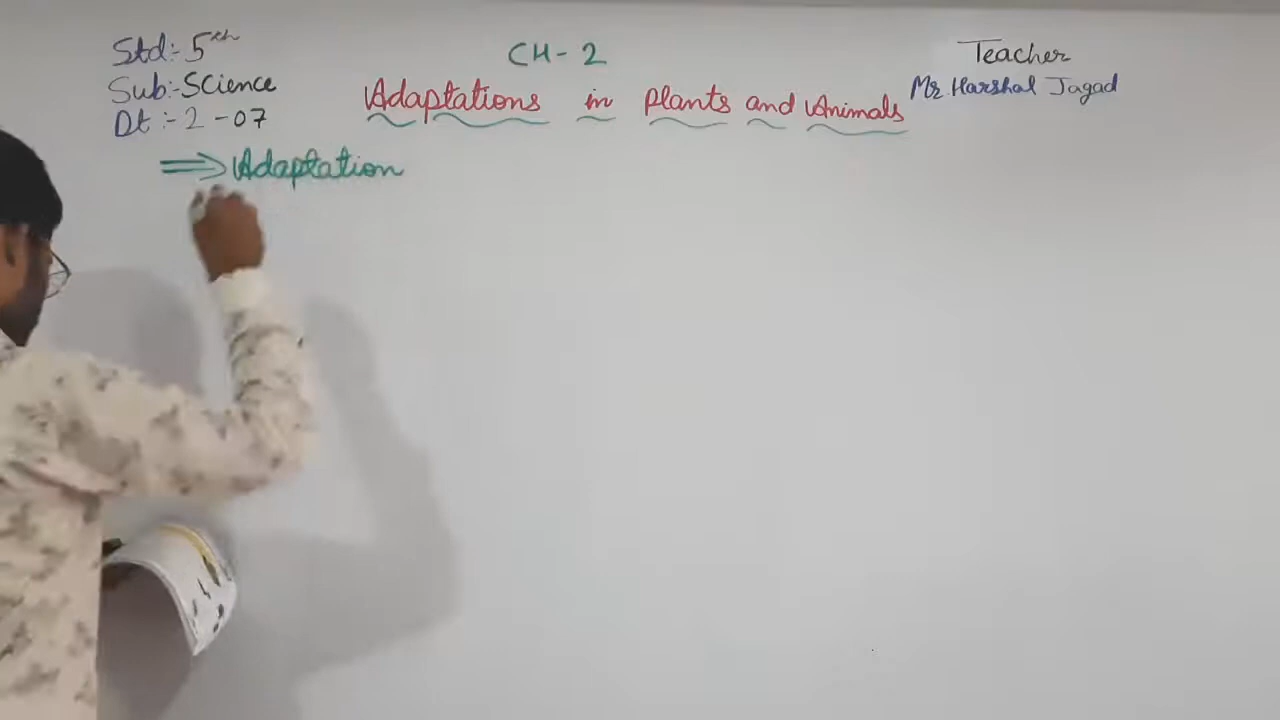 Std:- 5th
Sub:- Science
Dt :- 2 - 07
CH - 2
Adaptations in plants and Animals
Teacher
Mr. Harshal Jagad
⇒ Adaptation